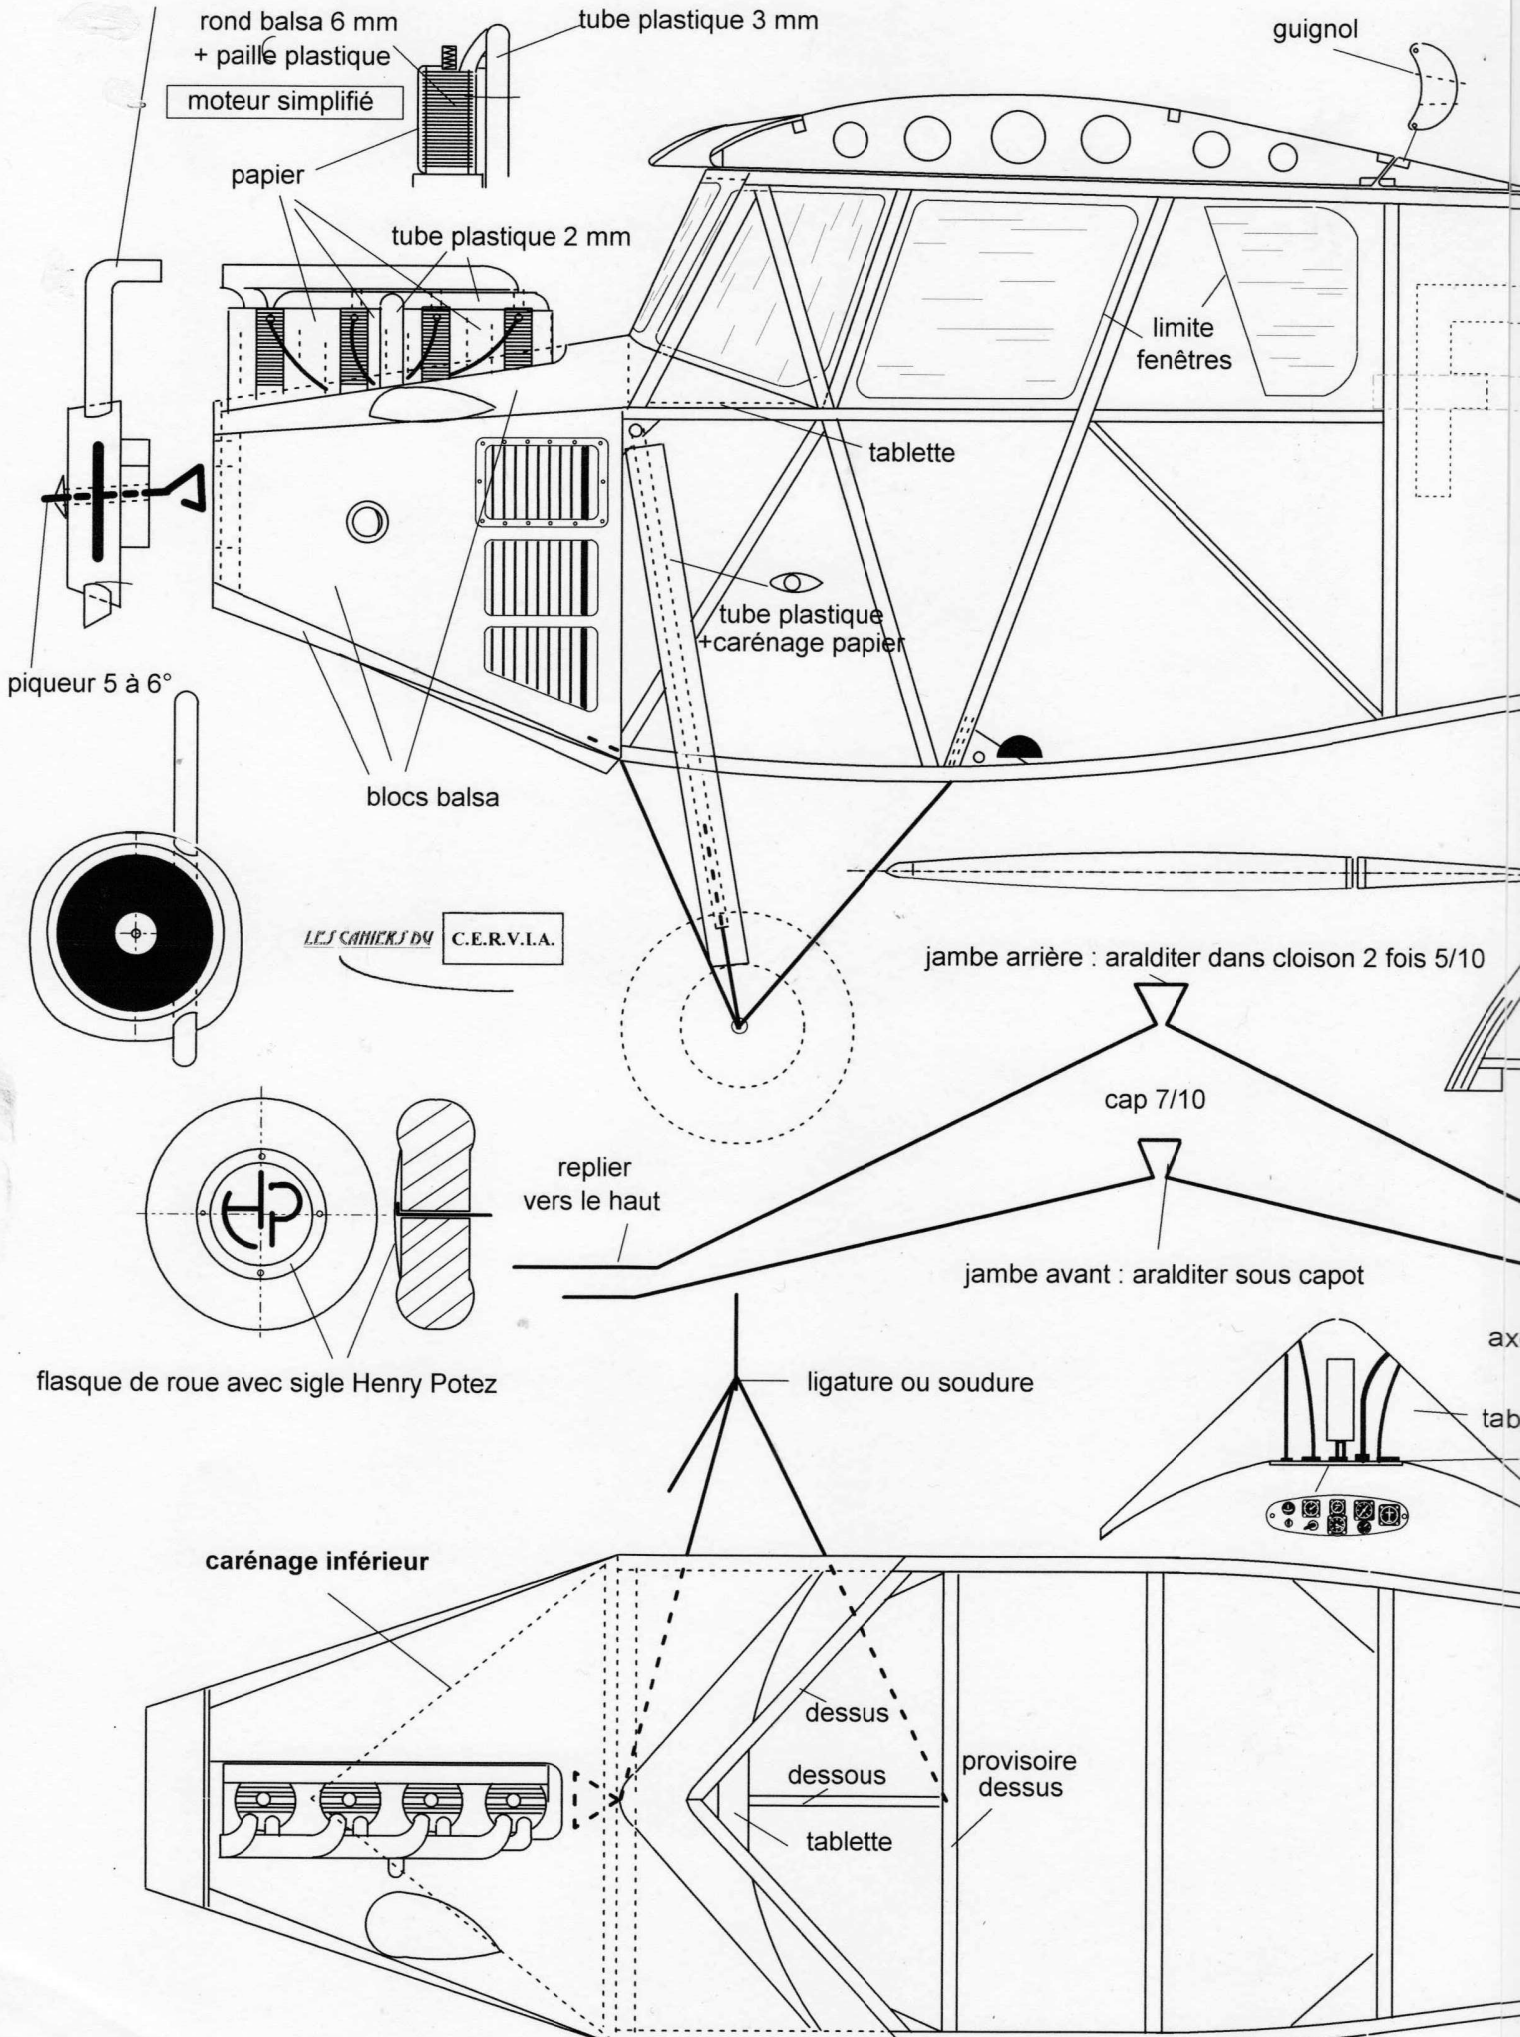 rond balsa 6 mm
+ paille plastique
tube plastique 3 mm
guignol
moteur simplifié
papier
tube plastique 2 mm
limite
fenêtres
tablette
tube plastique
+carénage papier
piqueur 5 à 6°
blocs balsa
LES CAHIERS DU C.E.R.V.I.A.
jambe arrière : aralditer dans cloison 2 fois 5/10
cap 7/10
replier
vers le haut
HP
jambe avant : aralditer sous capot
flasque de roue avec sigle Henry Potez
ligature ou soudure
axe
tab
carénage inférieur
dessus
dessous
provisoire
dessus
tablette
F